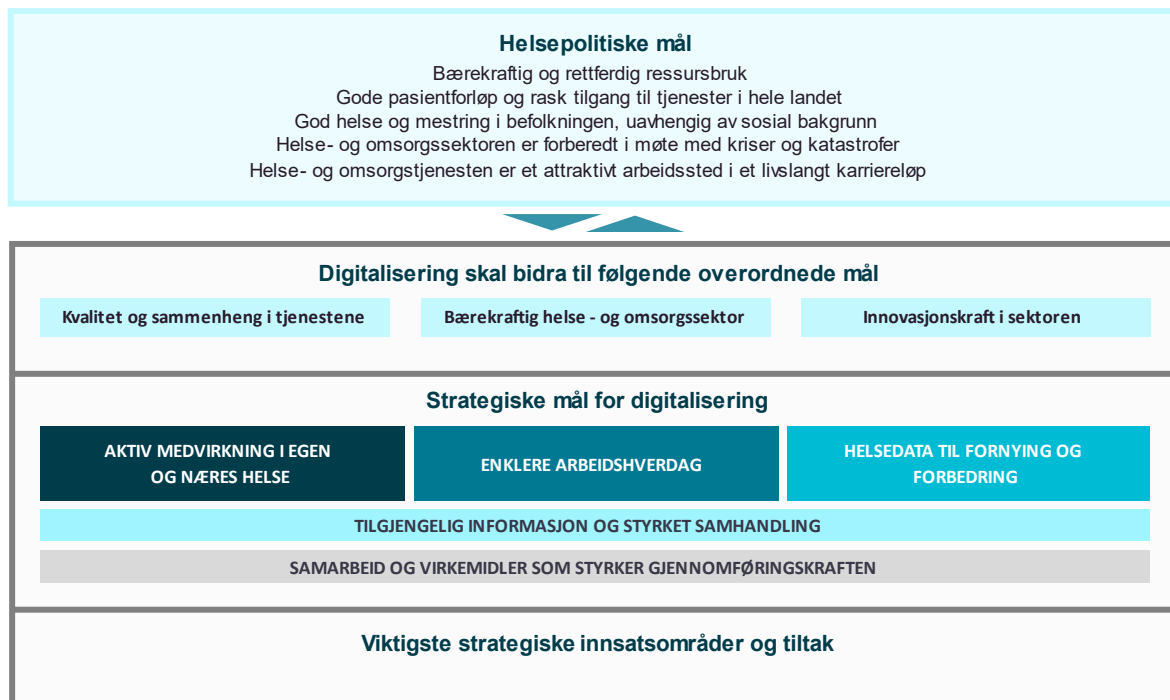 Helsepolitiske mål
Bærekraftig og rettferdig ressursbruk
Gode pasientforløp og rask tilgang til tjenester i hele landet
God helse og mestring i befolkningen, uavhengig av sosial bakgrunn
Helse- og omsorgssektoren er forberedt i møte med kriser og katastrofer
Helse- og omsorgstjenesten er et attraktivt arbeidssted i et livslangt karriereløp
Digitalisering skal bidra til følgende overordnede mål
Kvalitet og sammenheng i tjenestene
Bærekraftig helse - og omsorgssektor
Innovasjonskraft i sektoren
Strategiske mål for digitalisering
AKTIV MEDVIRKNING I EGEN
OG NÆRES HELSE
ENKLERE ARBEIDSHVERDAG
HELSEDATA TIL FORNYING OG
FORBEDRING
TILGJENGELIG INFORMASJON OG STYRKET SAMHANDLING
SAMARBEID OG VIRKEMIDLER SOM STYRKER GJENNOMFØRINGSKRAFTEN
Viktigste strategiske innsatsområder og tiltak